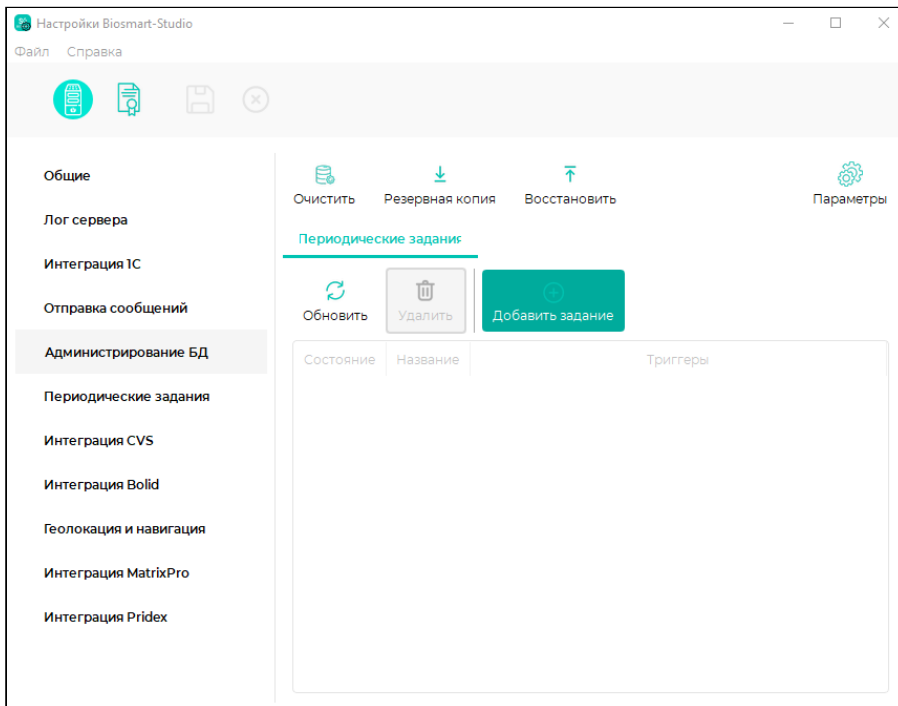 Настройки Biosmart-Studio
Файл Справка
Общие
Лог сервера
Интеграция 1С
Отправка сообщений
Администрирование БД
Периодические задания
Интеграция CVS
Интеграция Bolid
Геолокация и навигация
Интеграция MatrixPro
Интеграция Pridex
Очистить Резервная копия Восстановить Параметры
Периодические задания
Обновить Удалить Добавить задание
Состояние Название Триггеры